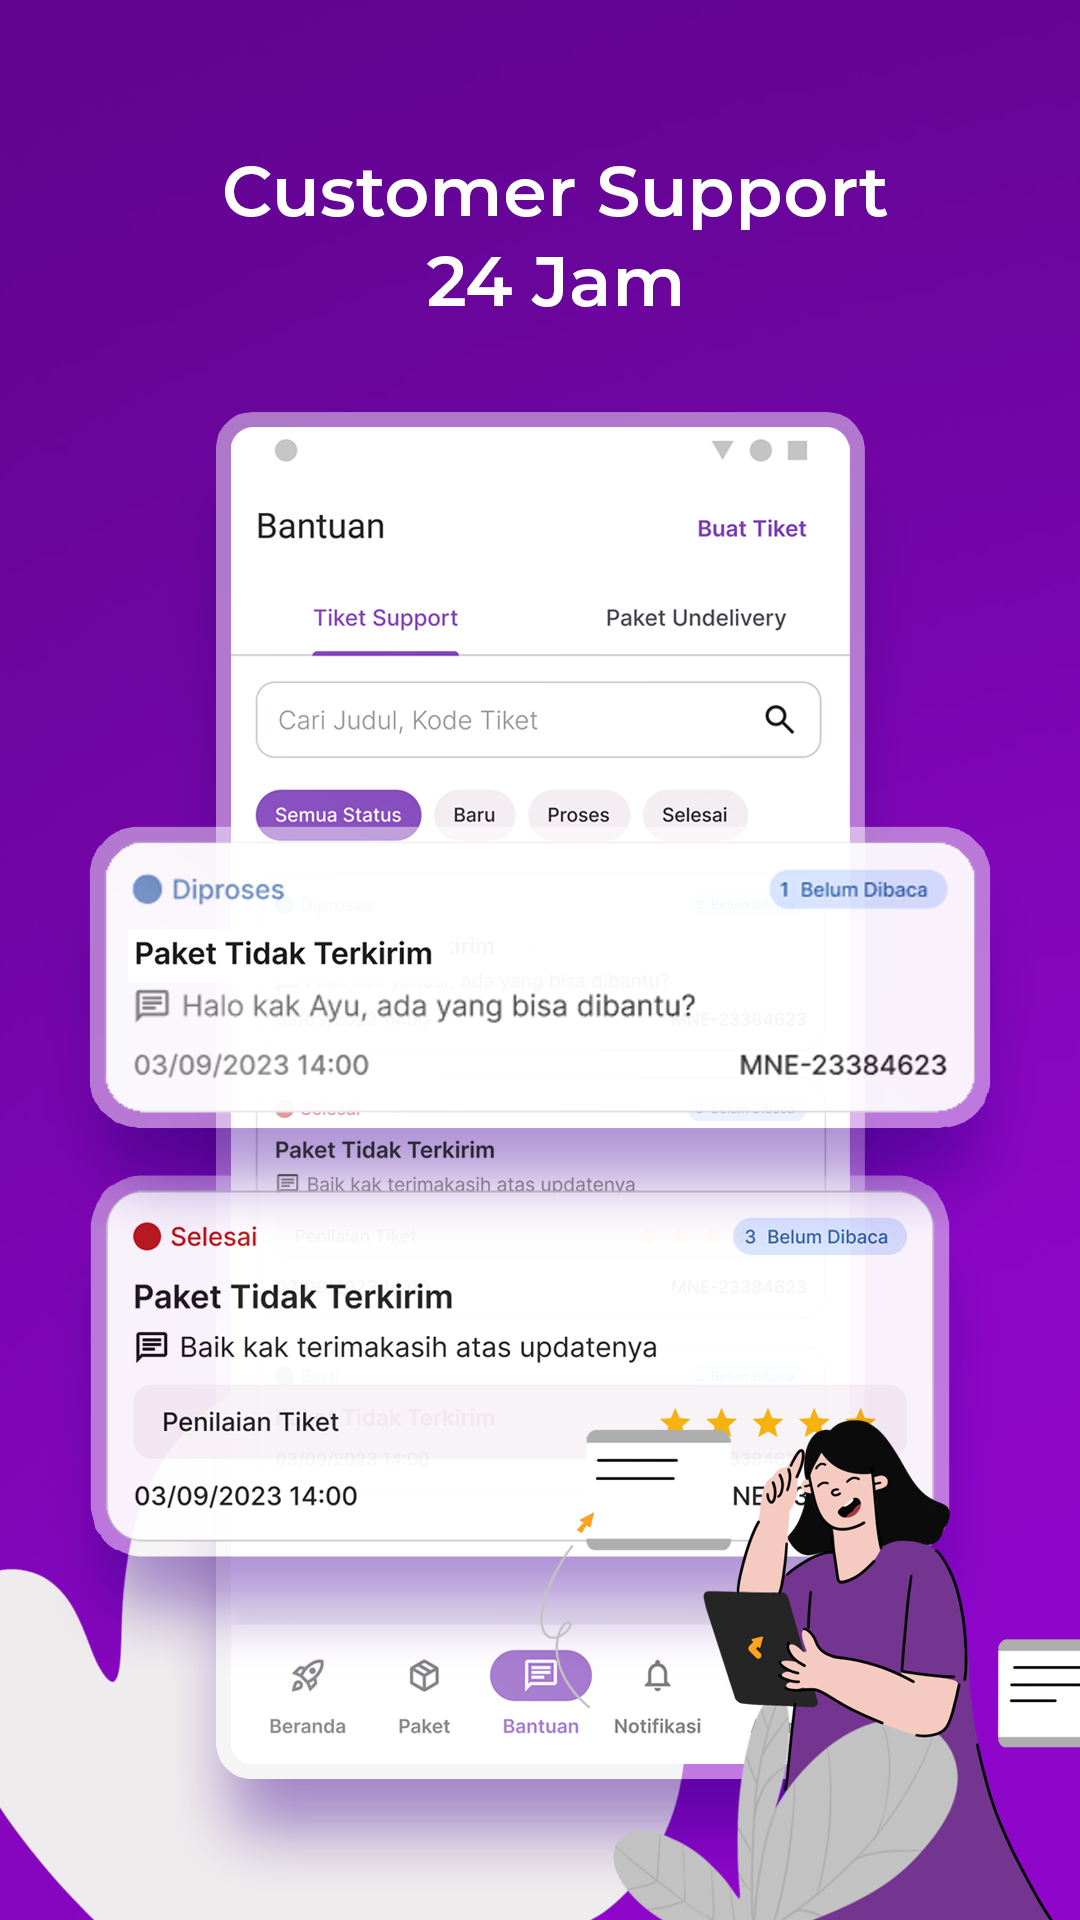 Customer Support
24 Jam
Bantuan
Buat Tiket
Tiket Support
Paket Undelivery
Cari Judul, Kode Tiket
Semua Status
Baru
Proses
Selesai
Diproses
1 Belum Dibaca
Paket Tidak Terkirim
Halo kak Ayu, ada yang bisa dibantu?
03/09/2023 14:00
MNE-23384623
Selesai
Paket Tidak Terkirim
Baik kak terimakasih atas updatenya
Selesai
3 Belum Dibaca
Paket Tidak Terkirim
Baik kak terimakasih atas updatenya
Penilaian Tiket
03/09/2023 14:00
Beranda
Paket
Bantuan
Notifikasi